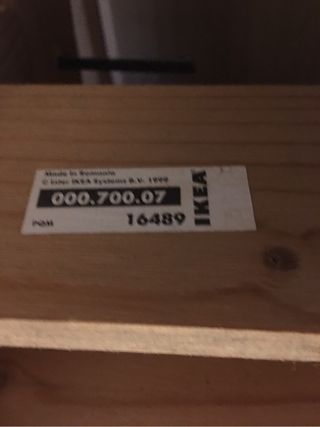 Made in Romania
© Inter IKEA Systems B.V. 1999
000.700.07
16489
IKEA